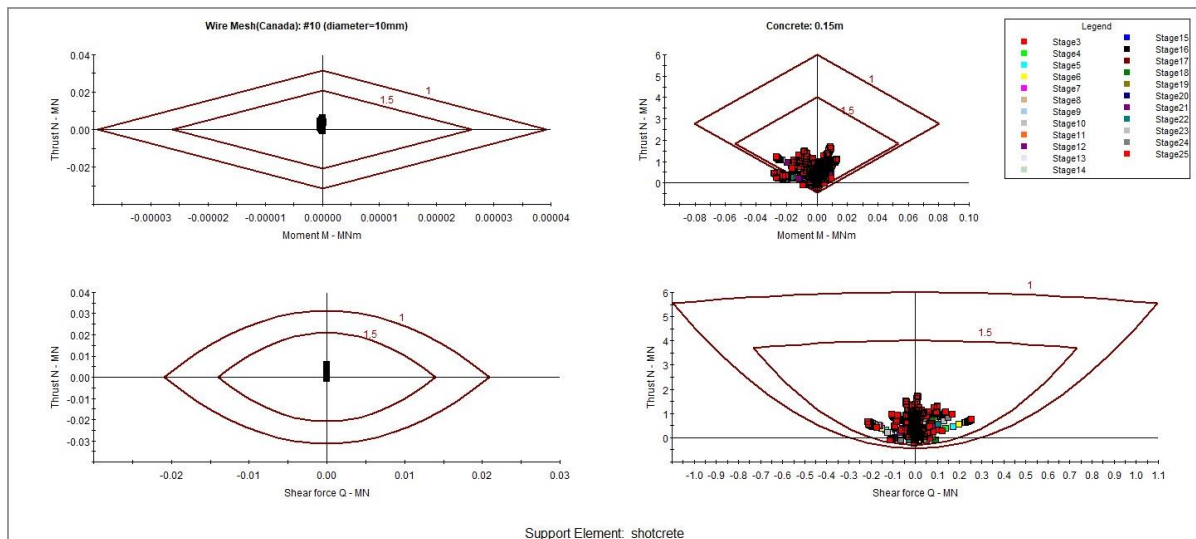 Wire Mesh(Canada): #10 (diameter=10mm)
Concrete: 0.15m
Legend
Stage3
Stage4
Stage5
Stage6
Stage7
Stage8
Stage9
Stage10
Stage11
Stage12
Stage13
Stage14
Stage15
Stage16
Stage17
Stage18
Stage19
Stage20
Stage21
Stage22
Stage23
Stage24
Stage25
Thrust N - MN
0.04
0.02
0.00
-0.02
1
1.5
-0.00003 -0.00002 -0.00001 0.00000 0.00001 0.00002 0.00003 0.00004
Moment M - MNm
Thrust N - MN
6
5
4
3
2
1
0
1
1.5
-0.08 -0.06 -0.04 -0.02 0.00 0.02 0.04 0.06 0.08 0.10
Moment M - MNm
Thrust N - MN
0.04
0.03
0.02
0.01
0.00
-0.01
-0.02
-0.03
1
1.5
-0.02 -0.01 0.00 0.01 0.02 0.03
Shear force Q - MN
Thrust N - MN
6
5
4
3
2
1
0
1
1.5
-1.0 -0.9 -0.8 -0.7 -0.6 -0.5 -0.4 -0.3 -0.2 -0.1 0.0 0.1 0.2 0.3 0.4 0.5 0.6 0.7 0.8 0.9 1.0 1.1
Shear force Q - MN
Support Element: shotcrete